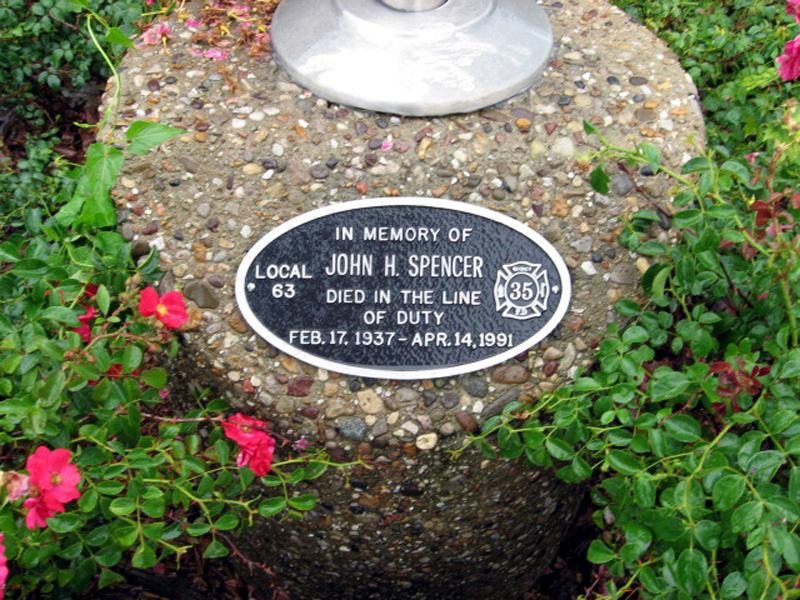 IN MEMORY OF
LOCAL 63
JOHN H. SPENCER
DIED IN THE LINE
OF DUTY
FEB. 17, 1937 - APR. 14, 1991
QUINCY
35
F.D.